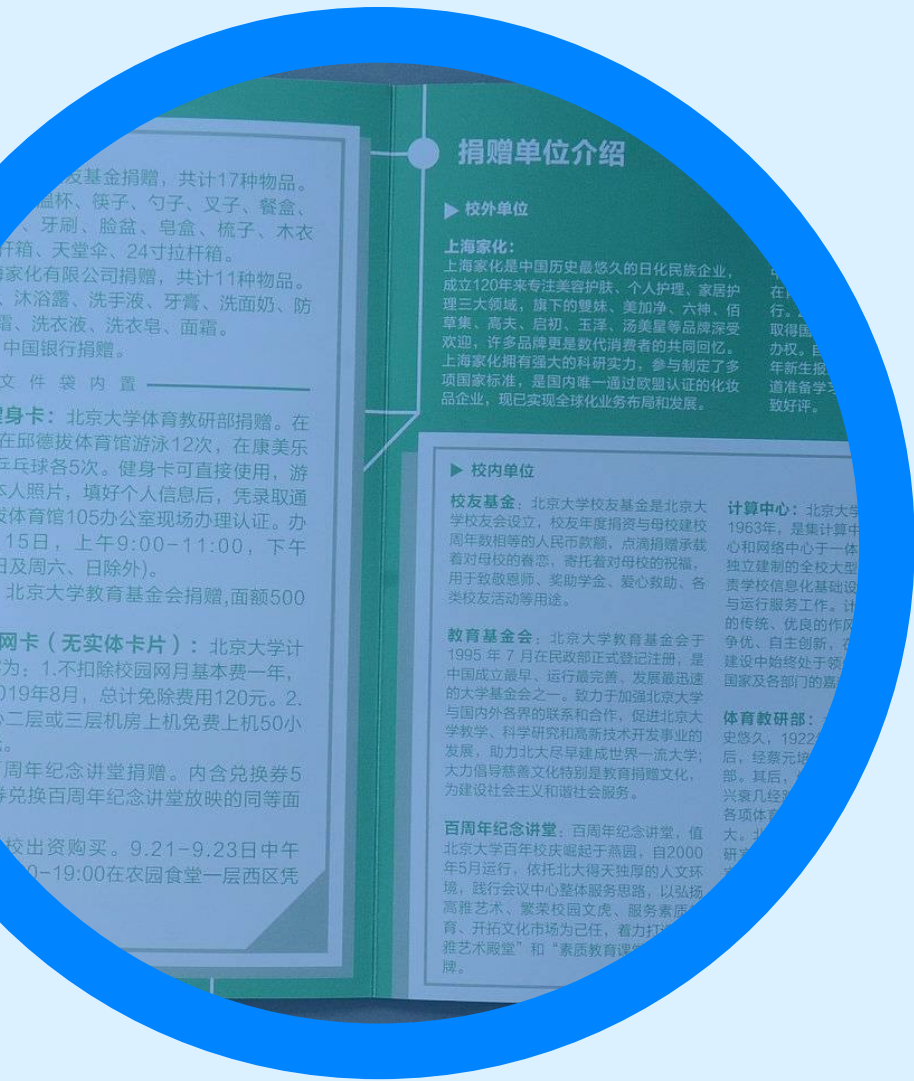 友基金捐赠，共计17种物品。
温杯、筷子、勺子、叉子、餐盒、
、牙刷、脸盆、皂盒、梳子、木衣
杆箱、天堂伞、24寸拉杆箱。
家化有限公司捐赠，共计11种物品。
、沐浴露、洗手液、牙膏、洗面奶、防
霜、洗衣液、洗衣皂、面霜。
中国银行捐赠。
文件袋内置
身卡：北京大学体育教研部捐赠。在
在邱德拔体育馆游泳12次，在康美乐
乒乓球各5次。健身卡可直接使用，游
本人照片，填好个人信息后，凭录取通
拔体育馆105办公室现场办理认证。办
15日，上午9:00-11:00，下午
日及周六、日除外)。
北京大学教育基金会捐赠,面额500
网卡（无实体卡片）：北京大学计
为：1.不扣除校园网月基本费一年，
019年8月，总计免除费用120元。2.
心二层或三层机房上机免费上机50小
周年纪念讲堂捐赠。内含兑换券5
券兑换百周年纪念讲堂放映的同等面
校出资购买。9.21-9.23日中午
0-19:00在农园食堂一层西区凭
捐赠单位介绍
▶ 校外单位
上海家化：
上海家化是中国历史最悠久的日化民族企业，
成立120年来专注美容护肤、个人护理、家居护
理三大领域，旗下的雙妹、美加净、六神、佰
草集、高夫、启初、玉泽、汤美星等品牌深受
欢迎，许多品牌更是数代消费者的共同回忆。
上海家化拥有强大的科研实力，参与制定了多
项国家标准，是国内唯一通过欧盟认证的化妆
品企业，现已实现全球化业务布局和发展。
在
行。
取得国
办权。
年新生报
道准备学
致好评。
▶ 校内单位
校友基金：北京大学校友基金是北京大
学校友会设立，校友年度捐资与母校建校
周年数相等的人民币款额，点滴捐赠承载
着对母校的眷恋，寄托着对母校的祝福，
用于致敬恩师、奖助学金、爱心救助、各
类校友活动等用途。
教育基金会：北京大学教育基金会于
1995 年 7 月在民政部正式登记注册，是
中国成立最早、运行最完善、发展最迅速
的大学基金会之一。致力于加强北京大学
与国内外各界的联系和合作，促进北京大
学教学、科学研究和高新技术开发事业的
发展，助力北大尽早建成世界一流大学；
大力倡导慈善文化特别是教育捐赠文化，
为建设社会主义和谐社会服务。
百周年纪念讲堂：百周年纪念讲堂，值
北京大学百年校庆崛起于燕园，自2000
年5月运行，依托北大得天独厚的人文环
境，践行会议中心整体服务思路，以弘扬
高雅艺术、繁荣校园文虎、服务素质
育、开拓文化市场为己任，着力打
雅艺术殿堂”和“素质教育课
牌。
计算中心：北京大学
1963年，是集计算中
心和网络中心于一体
独立建制的全校大型
责学校信息化基础设
与运行服务工作。计
的传统、优良的作风
争优、自主创新，
建设中始终处于领
国家及各部门的嘉
体育教研部：
史悠久，1922
后，经蔡元培
部。其后，
兴衰几经
各项体育
大。北
研